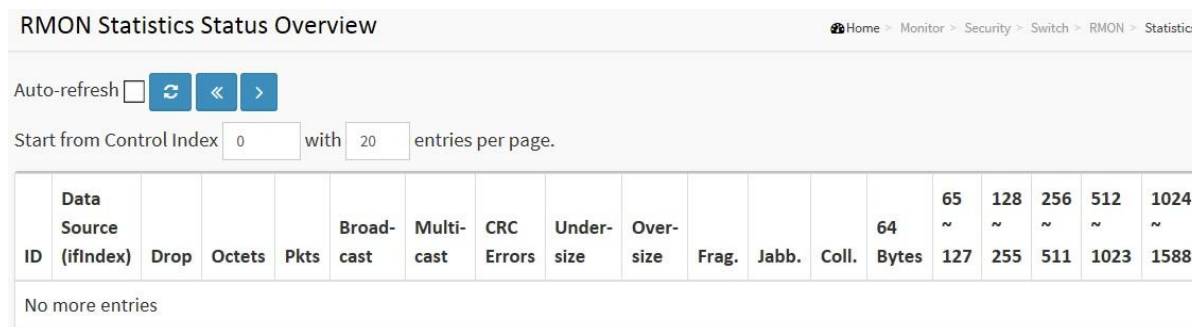 RMON Statistics Status Overview
Home > Monitor > Security > Switch > RMON > Statistics
Auto-refresh
Start from Control Index 0 with 20 entries per page.
ID Data Source (ifIndex) Drop Octets Pkts Broad-cast Multi-cast CRC Errors Under-size Over-size Frag. Jabb. Coll. 64 Bytes 65 ~ 127 128 ~ 255 256 ~ 511 512 ~ 1023 1024 ~ 1588
No more entries